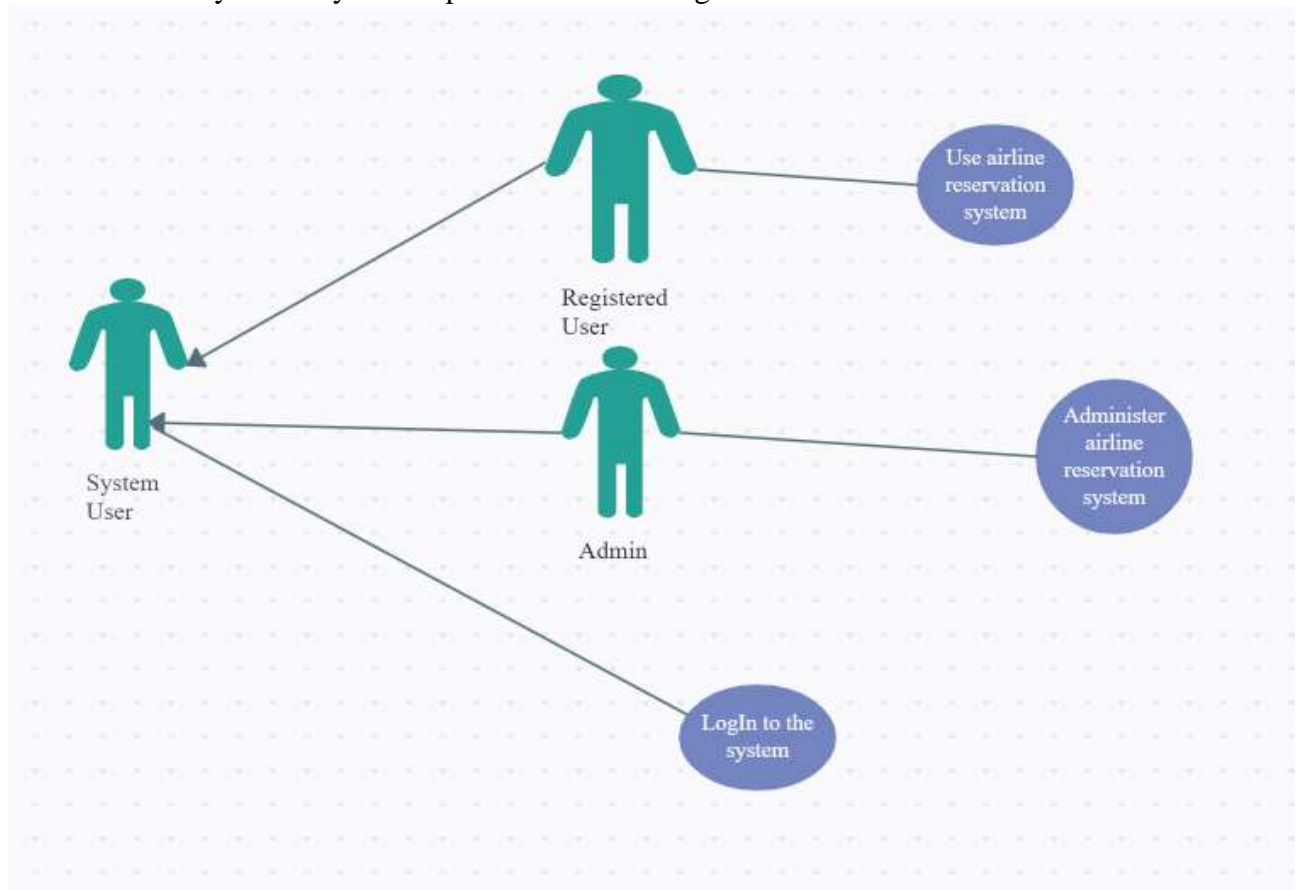 Use airline
reservation
system
Registered
User
Administer
airline
reservation
system
System
User
Admin
LogIn to the
system